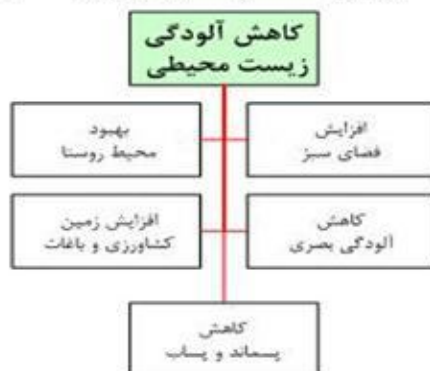 کاهش آلودگی
زیست محیطی
افزایش
فضای سبز
بهبود
محیط روستا
کاهش
آلودگی بصری
افزایش زمین
کشاورزی و باغات
کاهش
پسماند و پساب